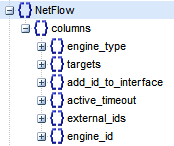 NetFlow
columns
engine_type
targets
add_id_to_interface
active_timeout
external_ids
engine_id